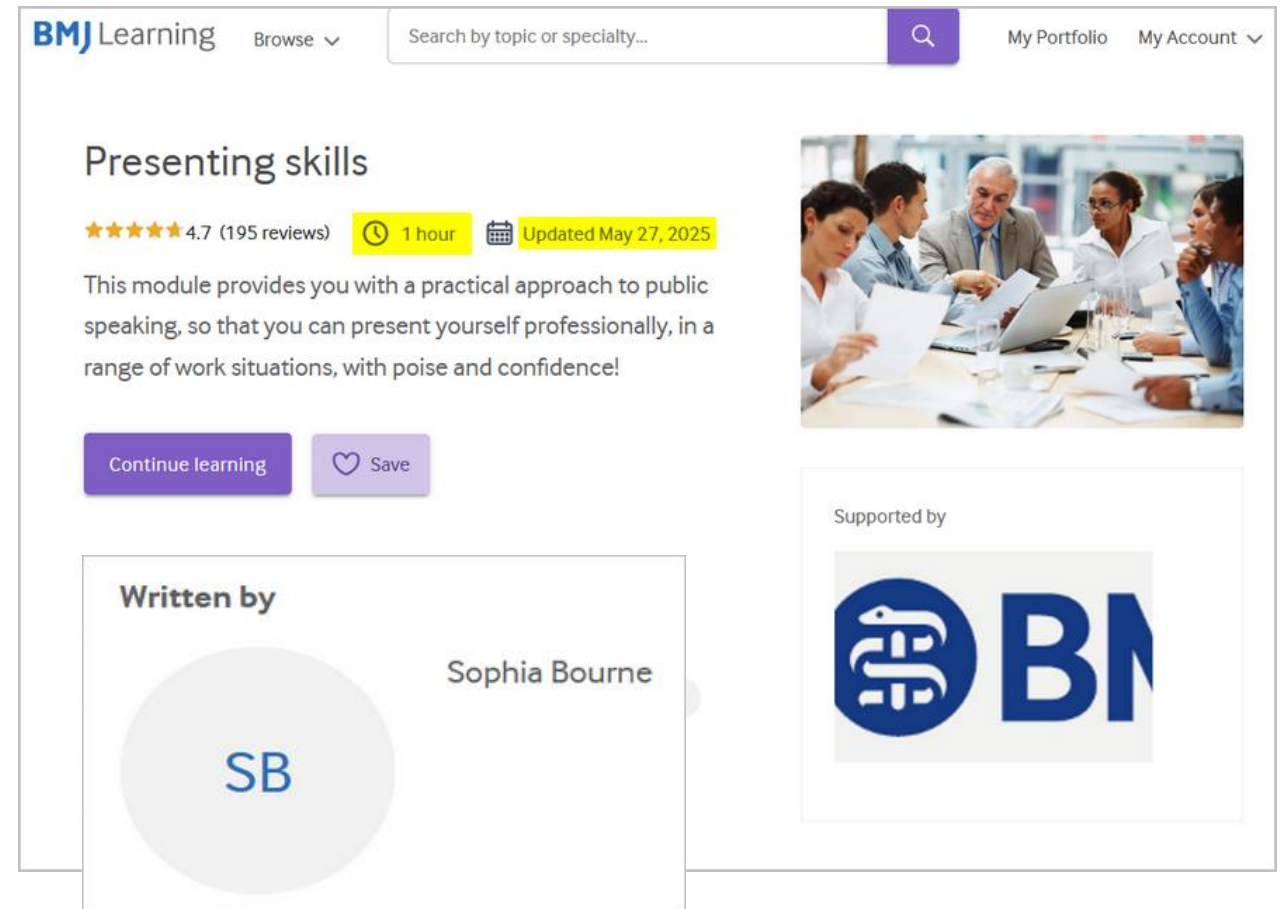 BMJ Learning Browse Search by topic or specialty... My Portfolio My Account
Presenting skills
4.7 (195 reviews) 1 hour Updated May 27, 2025
This module provides you with a practical approach to public
speaking, so that you can present yourself professionally, in a
range of work situations, with poise and confidence!
Continue learning Save
Supported by
BM
Written by
Sophia Bourne
SB